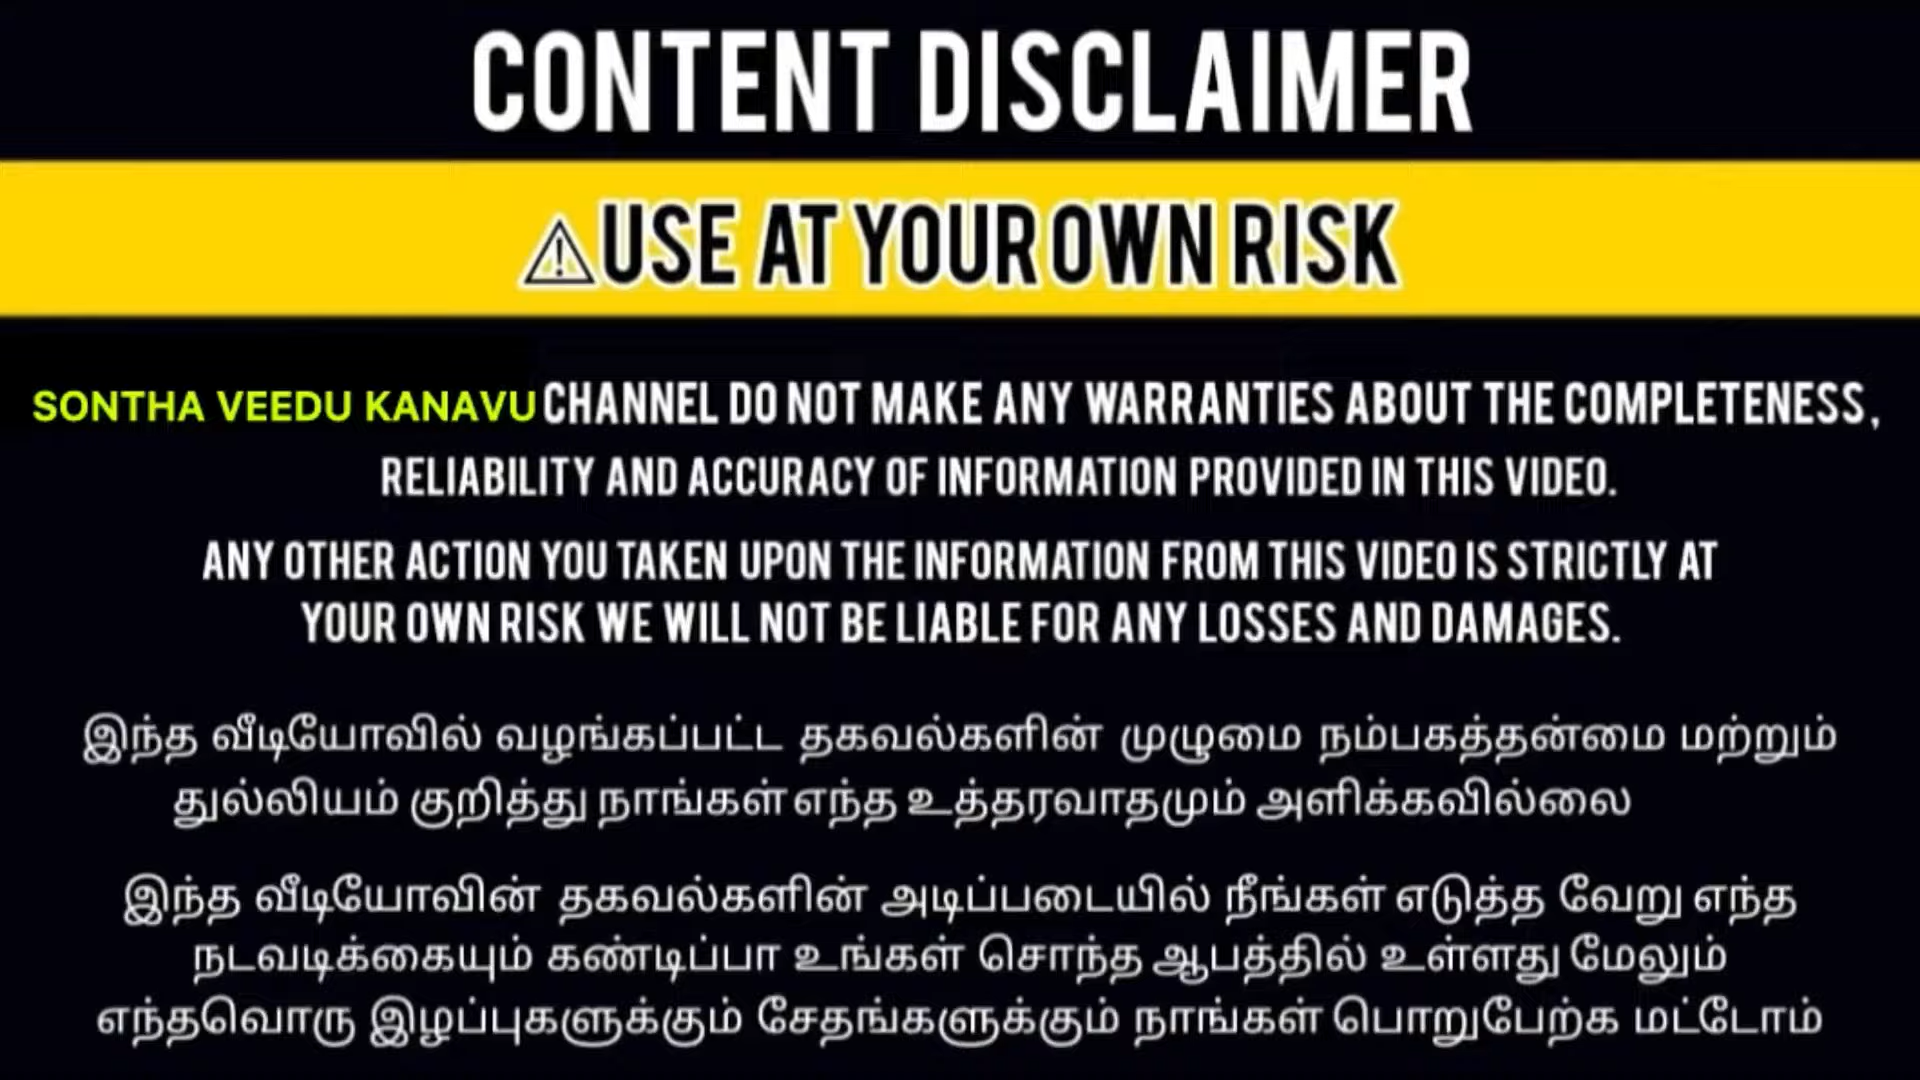 CONTENT DISCLAIMER
⚠USE AT YOUR OWN RISK
SONTHA VEEDU KANAVU CHANNEL DO NOT MAKE ANY WARRANTIES ABOUT THE COMPLETENESS,
RELIABILITY AND ACCURACY OF INFORMATION PROVIDED IN THIS VIDEO.
ANY OTHER ACTION YOU TAKEN UPON THE INFORMATION FROM THIS VIDEO IS STRICTLY AT
YOUR OWN RISK WE WILL NOT BE LIABLE FOR ANY LOSSES AND DAMAGES.
இந்த வீடியோவில் வழங்கப்பட்ட தகவல்களின் முழுமை நம்பகத்தன்மை மற்றும்
துல்லியம் குறித்து நாங்கள் எந்த உத்தரவாதமும் அளிக்கவில்லை
இந்த வீடியோவின் தகவல்களின் அடிப்படையில் நீங்கள் எடுத்த வேறு எந்த
நடவடிக்கையும் கண்டிப்பா உங்கள் சொந்த ஆபத்தில் உள்ளது மேலும்
எந்தவொரு இழப்புகளுக்கும் சேதங்களுக்கும் நாங்கள் பொறுபேற்க மட்டோம்